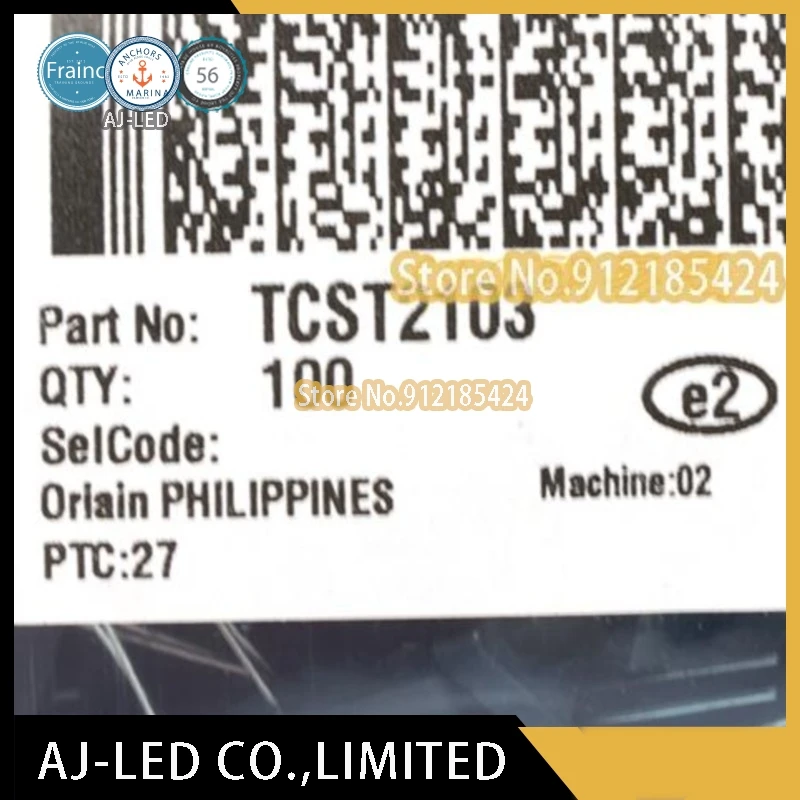 Frainc
ANCHORS
MARINA
56
AJ-LED
Store No.912185424
Part No: TCST2103
QTY: 100
Store No.912185424
e2
SelCode:
Orlain PHILIPPINES
Machine:02
PTC:27
AJ-LED CO.,LIMITED